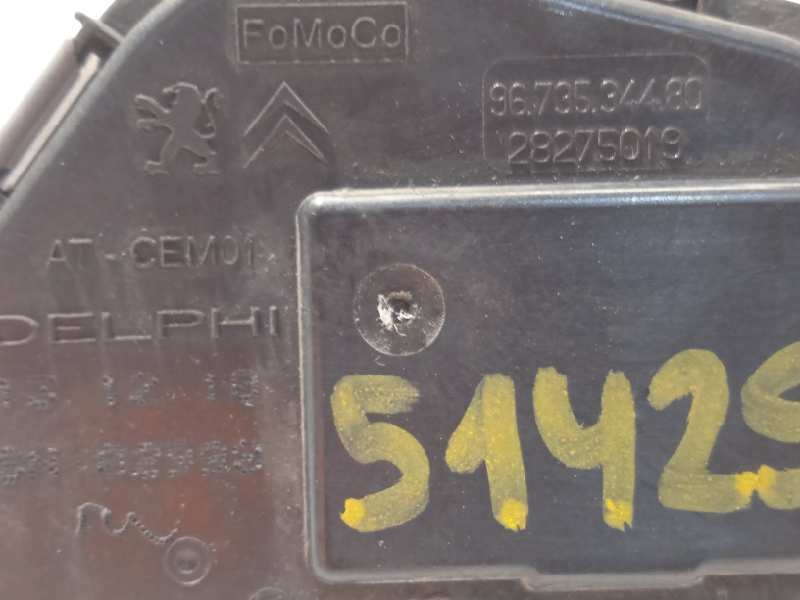 FoMoCo
96.735.344.80
28275019
AT-CEM01
DELPHI
5142